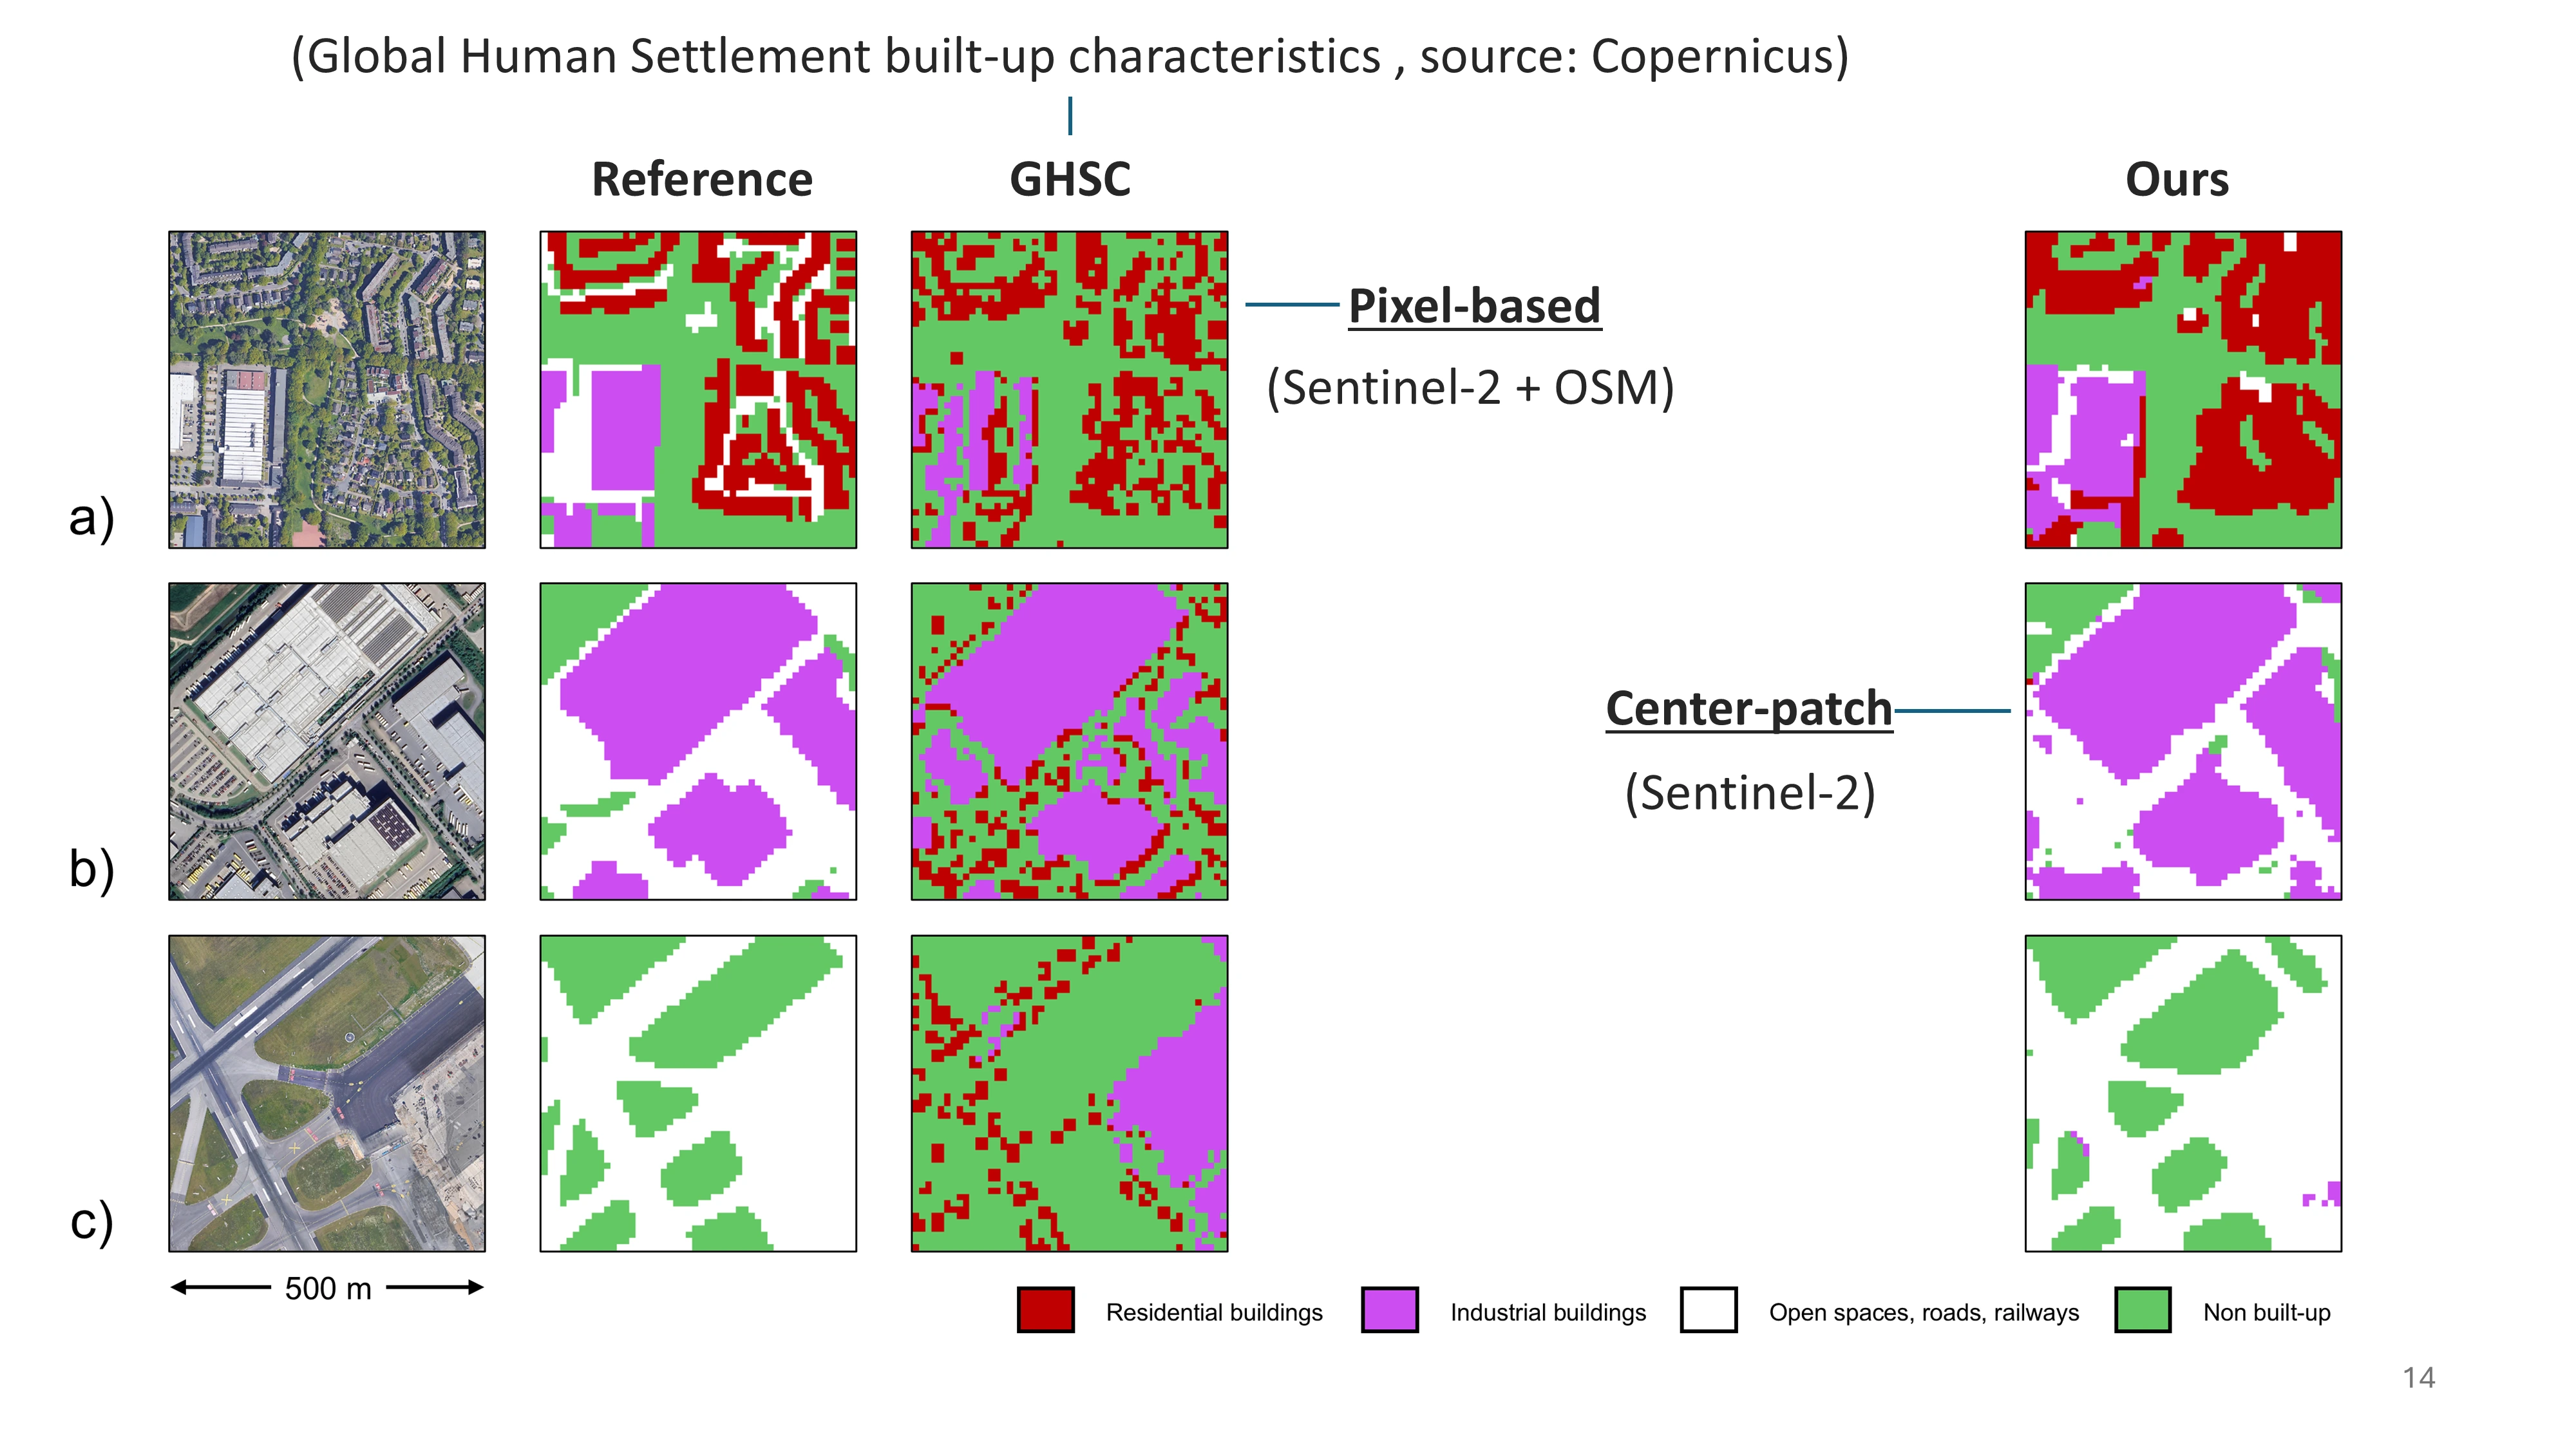 (Global Human Settlement built-up characteristics , source: Copernicus)
Reference
GHSC
Ours
Pixel-based
(Sentinel-2 + OSM)
a)
Center-patch
(Sentinel-2)
b)
c)
500 m
Residential buildings
Industrial buildings
Open spaces, roads, railways
Non built-up
14